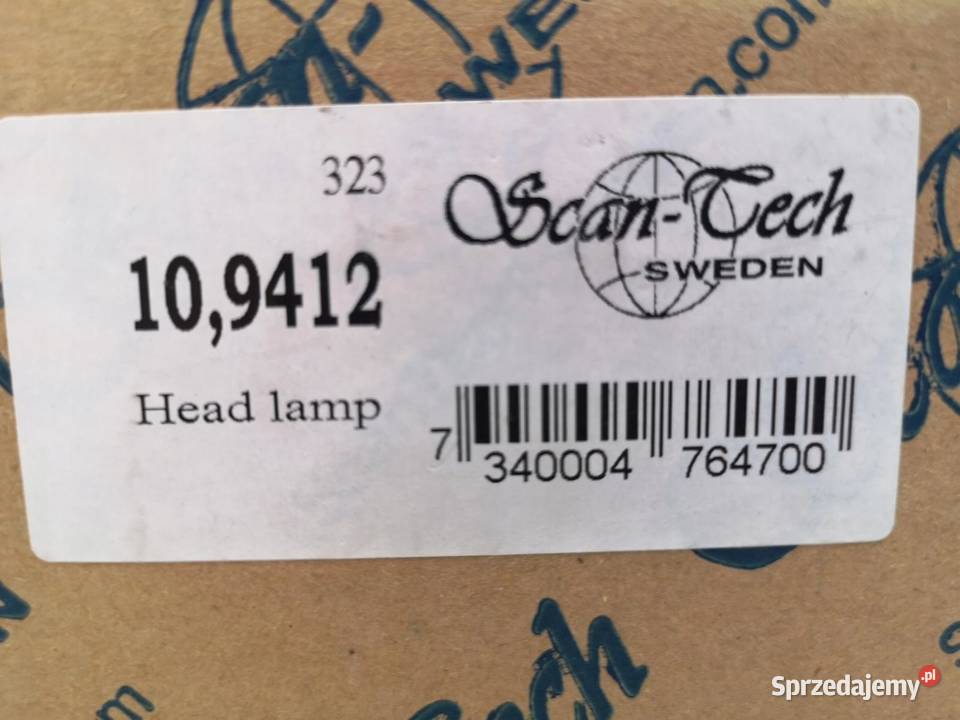 323
Scan-Tech
SWEDEN
10,9412
Head lamp
7 340004 764700
Sprzedajemy.pl